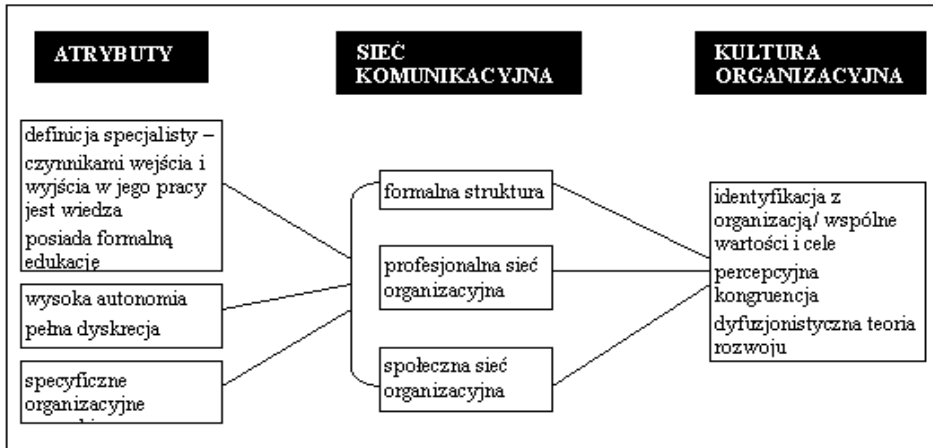 ATRYBUTY
SIEĆ
KOMUNIKACYJNA
KULTURA
ORGANIZACYJNA
definicja specjalisty –
czynnikami wejścia i
wyjścia w jego pracy
jest wiedza
posiada formalną
edukację
wysoka autonomia
pełna dyskrecja
specyficzne
organizacyjne
formalna struktura
profesjonalna sieć
organizacyjna
społeczna sieć
organizacyjna
identyfikacja z
organizacją/ wspólne
wartości i cele
percepcyjna
kongruencja
dyfuzjonistyczna teoria
rozwoju